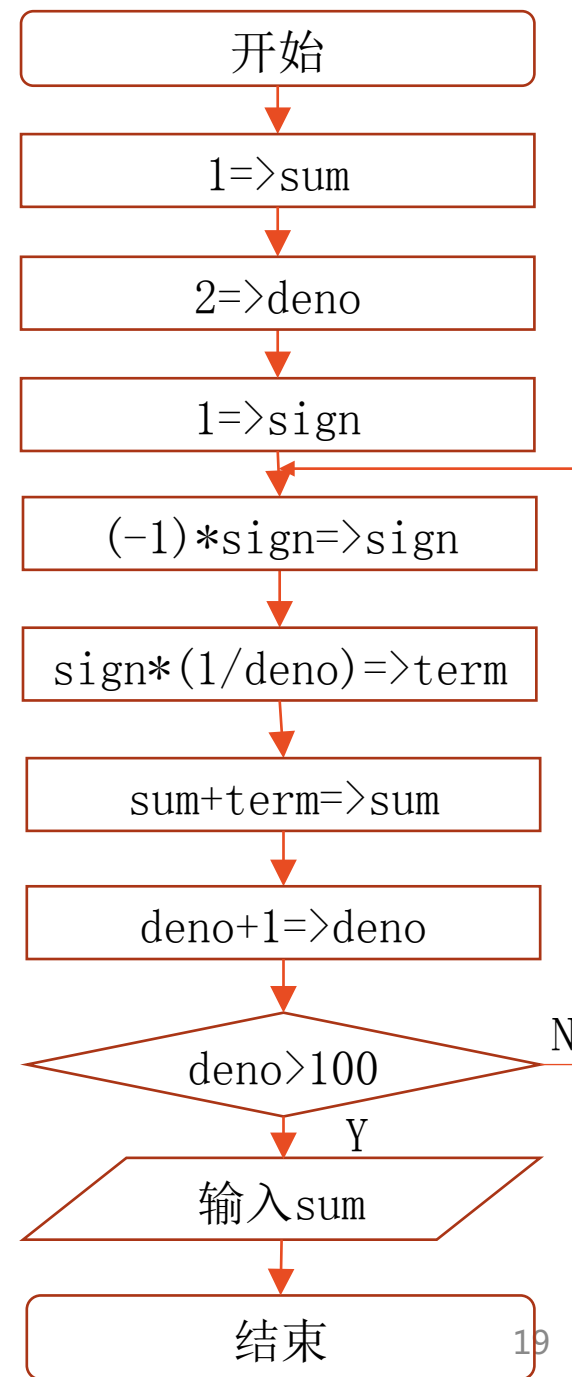 开始
1=>sum
2=>deno
1=>sign
(-1)*sign=>sign
sign*(1/deno)=>term
sum+term=>sum
deno+1=>deno
deno>100
N
Y
输入sum
结束
19